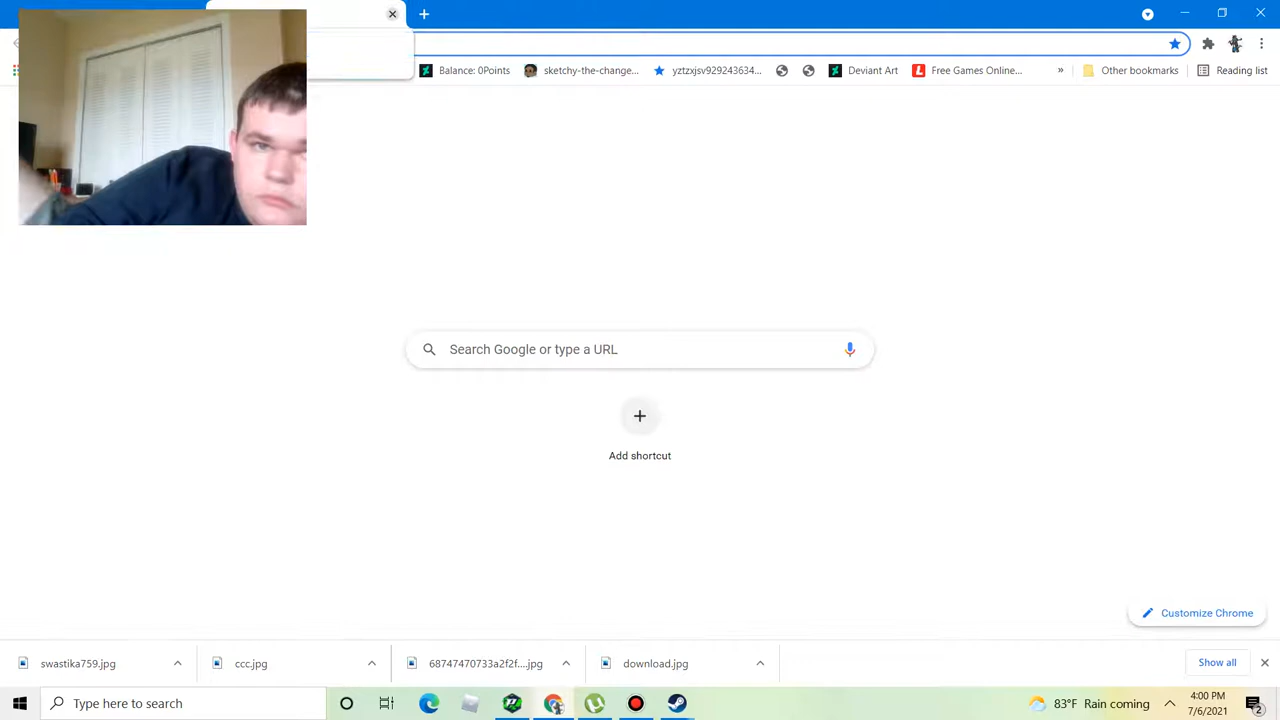 Balance: 0Points
sketchy-the-change...
yztzxjsv929243634...
Deviant Art
Free Games Online...
»
Other bookmarks
Reading list
Search Google or type a URL
Add shortcut
Customize Chrome
swastika759.jpg
ccc.jpg
68747470733a2f2f....jpg
download.jpg
Show all
Type here to search
83°F Rain coming
4:00 PM
7/6/2021
2